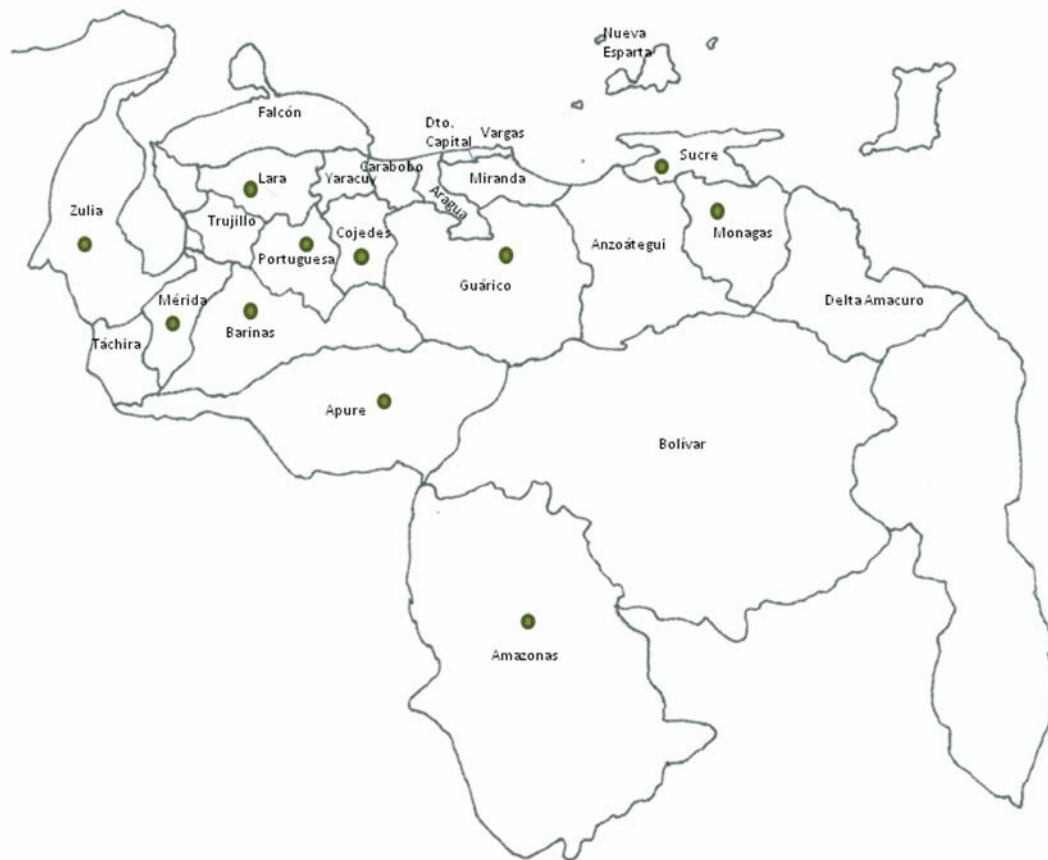 Nueva
Esparta
Falcón
Dto.
Capital
Vargas
Sucre
Carabobo
Lara
Yaracuy
Miranda
Aragua
Zulia
Trujillo
Cojedes
Monagas
Anzoátegui
Portuguesa
Guárico
Mérida
Delta Amacuro
Barinas
Táchira
Apure
Bolívar
Amazonas